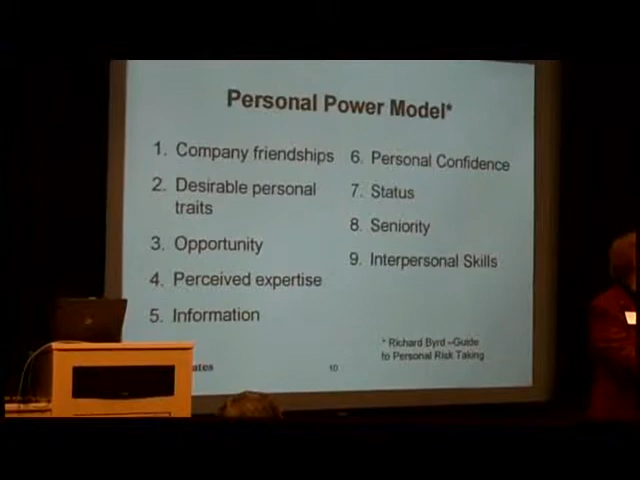 Personal Power Model*
1. Company friendships
2. Desirable personal
traits
3. Opportunity
4. Perceived expertise
5. Information
6. Personal Confidence
7. Status
8. Seniority
9. Interpersonal Skills
* Richard Byrd –Guide
to Personal Risk Taking
10